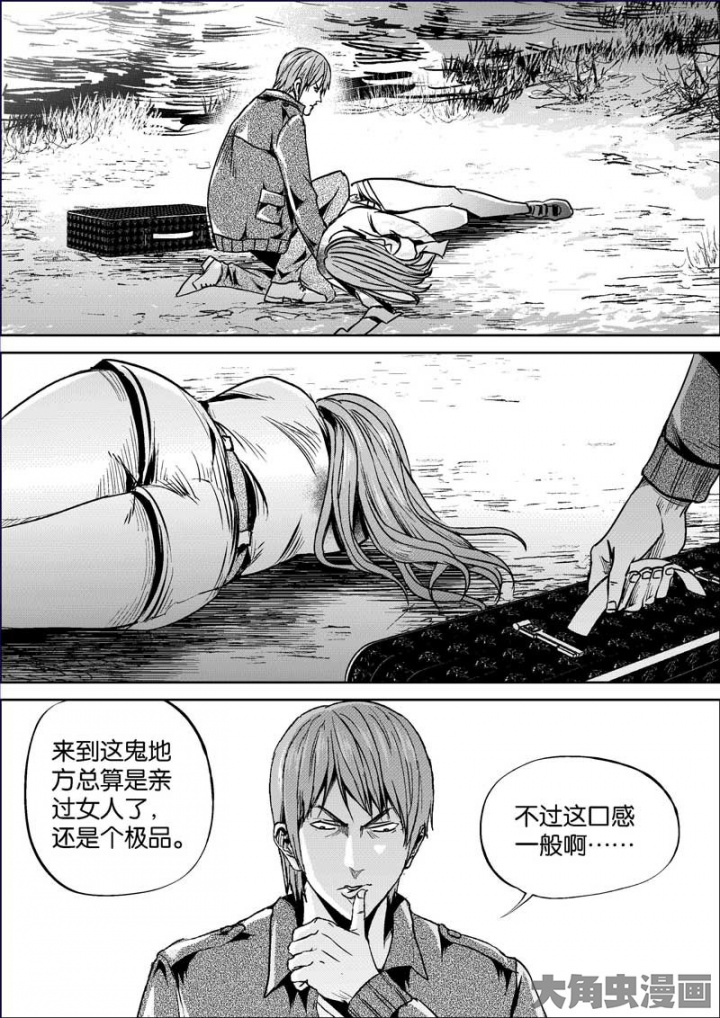 来到这鬼地
方总算是亲
过女人了，
还是个极品。
不过这口感
一般啊……
大角虫漫画